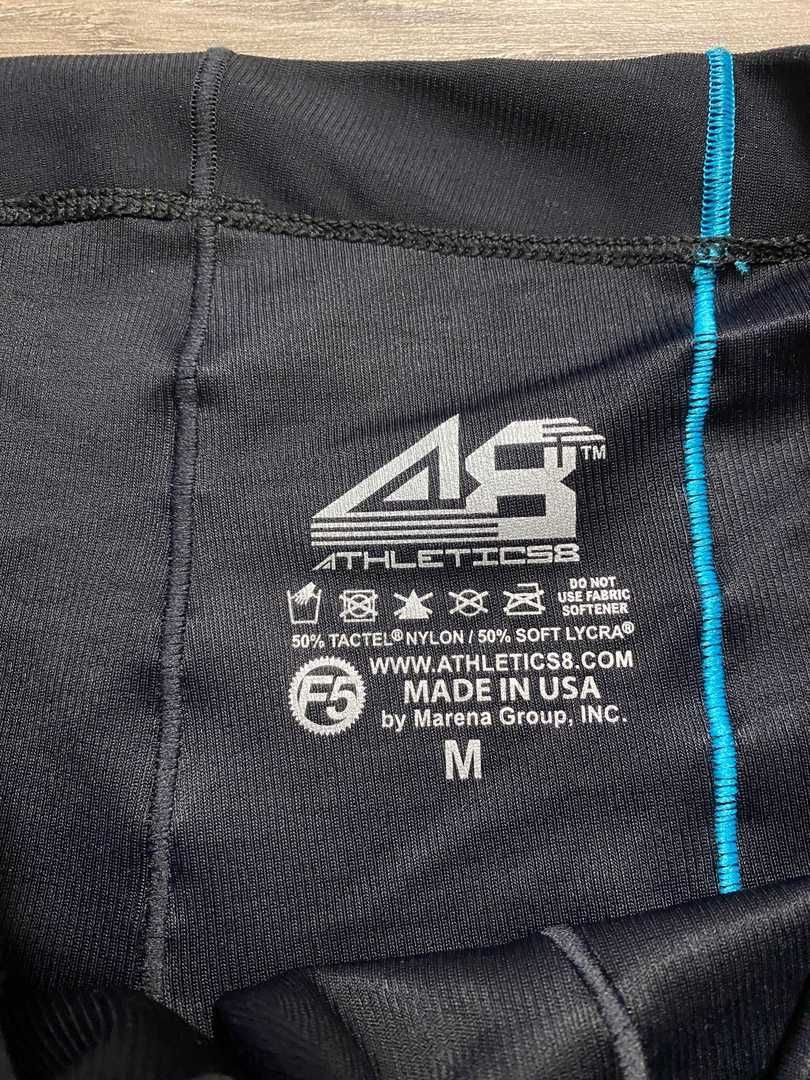 A8™
ATHLETICS8
DO NOT
USE FABRIC
SOFTENER
50% TACTEL® NYLON / 50% SOFT LYCRA®
F5
WWW.ATHLETICS8.COM
MADE IN USA
by Marena Group, INC.
M